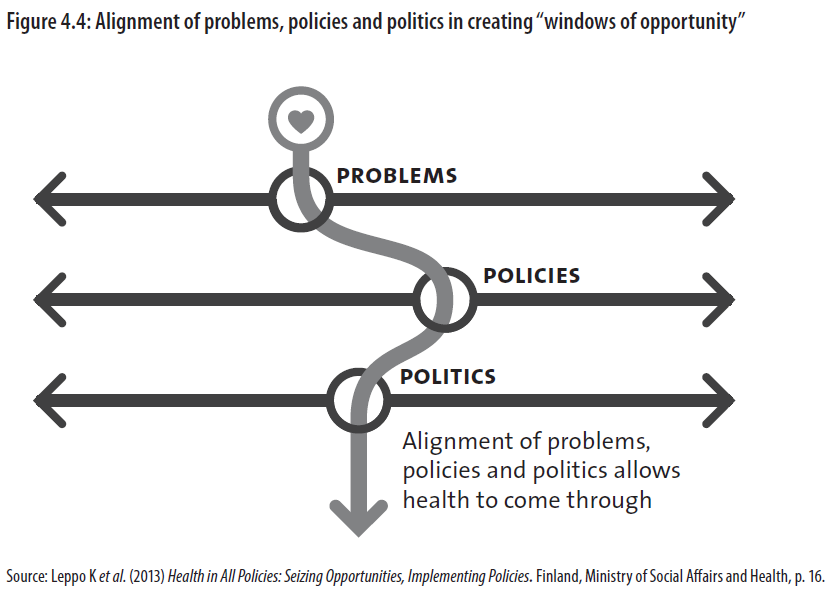 Figure 4.4: Alignment of problems, policies and politics in creating “windows of opportunity”
PROBLEMS
POLICIES
POLITICS
Alignment of problems,
policies and politics allows
health to come through
Source: Leppo K et al. (2013) Health in All Policies: Seizing Opportunities, Implementing Policies. Finland, Ministry of Social Affairs and Health, p. 16.